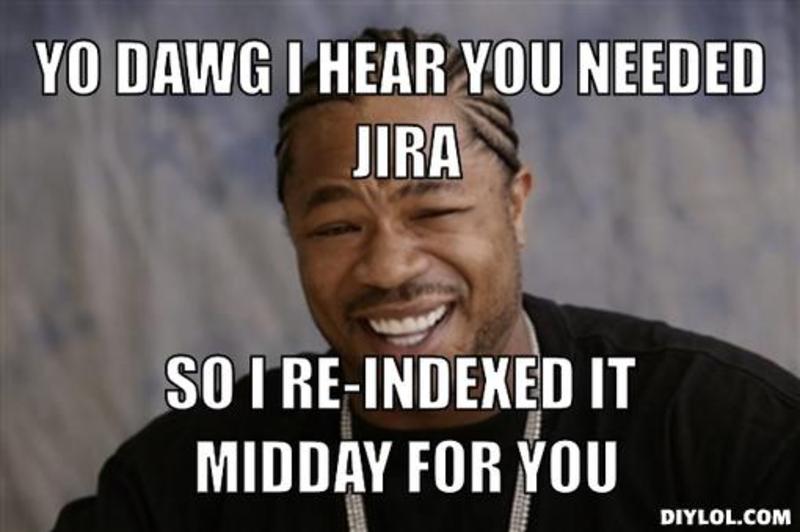 YO DAWG I HEAR YOU NEEDED
JIRA
SO I RE-INDEXED IT
MIDDAY FOR YOU
DIYLOL.COM